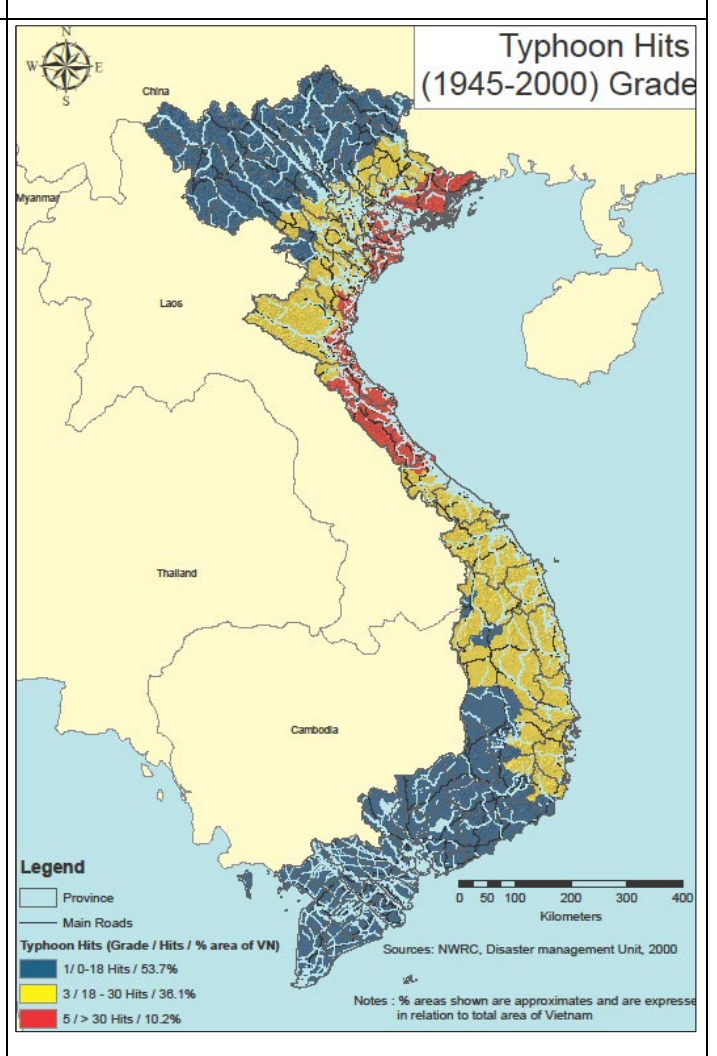 Typhoon Hits
(1945-2000) Grade
N
W
E
S
China
Myanmar
Laos
Thailand
Cambodia
Legend
Province
Main Roads
Typhoon Hits (Grade / Hits / % area of VN)
1/ 0-18 Hits / 53.7%
3 / 18 - 30 Hits / 36.1%
5 / > 30 Hits / 10.2%
0 50 100 200 300 400
Kilometers
Sources: NWRC, Disaster management Unit, 2000
Notes : % areas shown are approximates and are expresse
in relation to total area of Vietnam